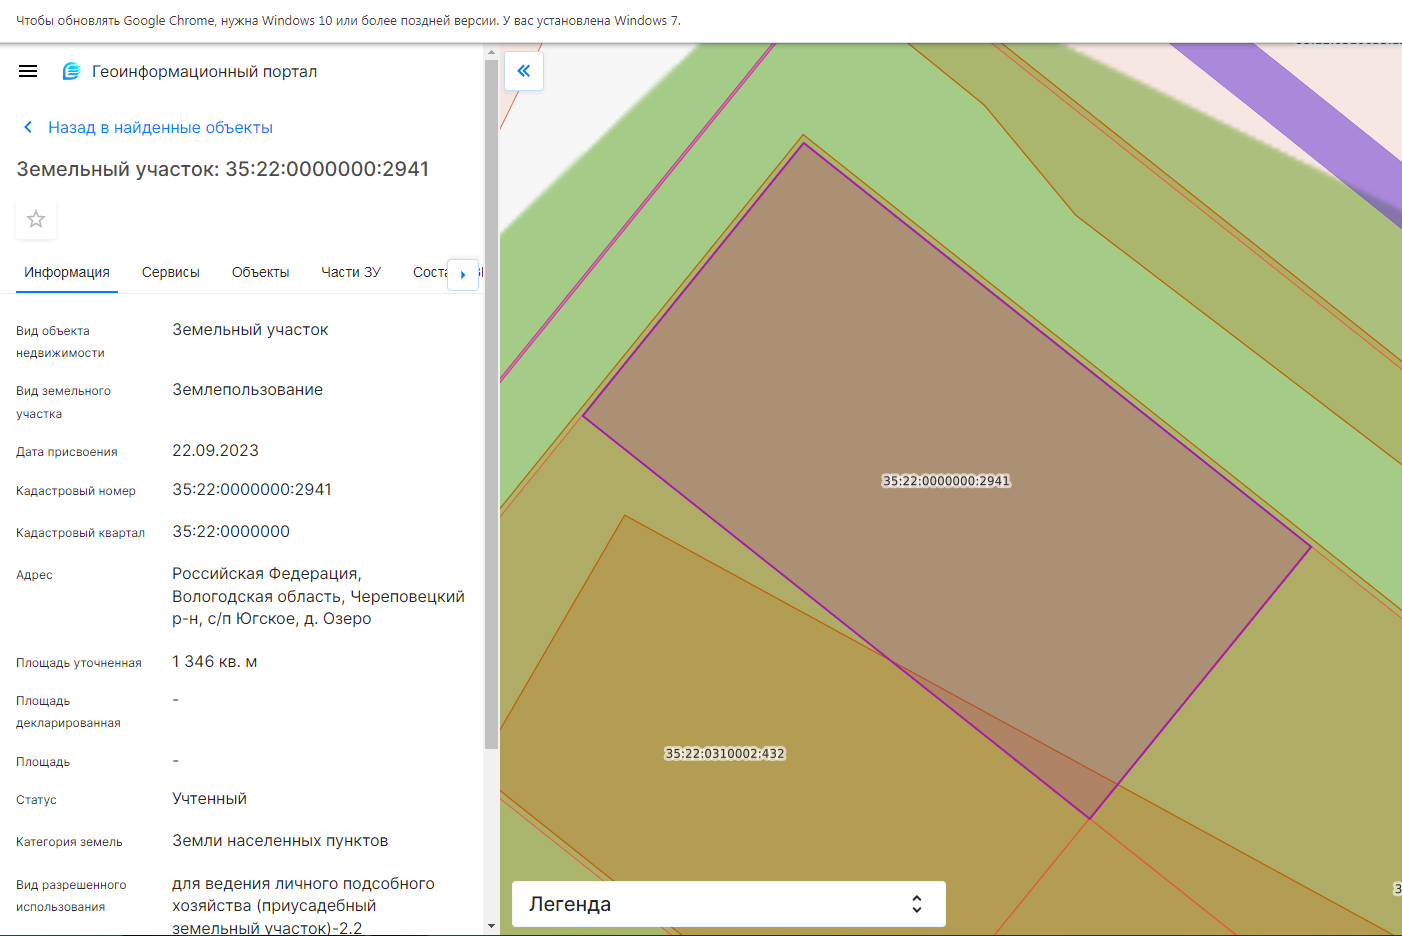 Чтобы обновлять Google Chrome, нужна Windows 10 или более поздней версии. У вас установлена Windows 7.
Геоинформационный портал
Назад в найденные объекты
Земельный участок: 35:22:0000000:2941
Информация Сервисы Объекты Части ЗУ
Вид объекта недвижимости
Земельный участок
Вид земельного участка
Землепользование
Дата присвоения
22.09.2023
Кадастровый номер
35:22:0000000:2941
Кадастровый квартал
35:22:0000000
Адрес
Российская Федерация,
Вологодская область, Череповецкий
р-н, с/п Югское, д. Озеро
Площадь уточненная
1 346 кв. м
Площадь декларированная
-
Площадь
-
Статус
Учтенный
Категория земель
Земли населенных пунктов
Вид разрешенного использования
для ведения личного подсобного
хозяйства (приусадебный
земельный участок)-2.2
35:22:0000000:2941
35:22:0310002:432
Легенда